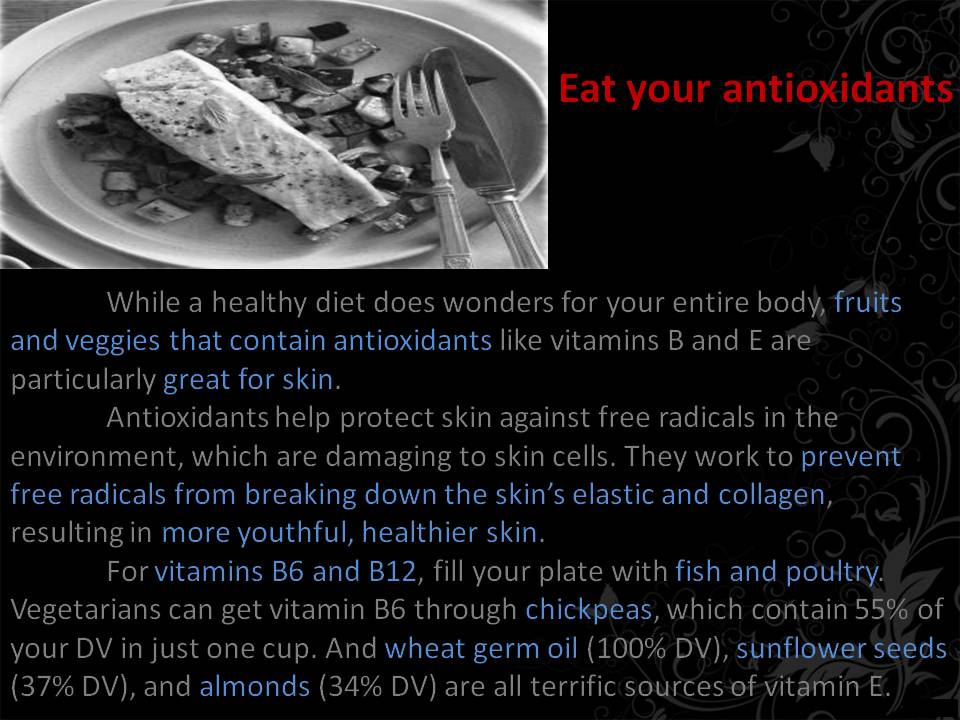 Eat your antioxidants
While a healthy diet does wonders for your entire body, fruits
and veggies that contain antioxidants like vitamins B and E are
particularly great for skin.
Antioxidants help protect skin against free radicals in the
environment, which are damaging to skin cells. They work to prevent
free radicals from breaking down the skin’s elastic and collagen,
resulting in more youthful, healthier skin.
For vitamins B6 and B12, fill your plate with fish and poultry.
Vegetarians can get vitamin B6 through chickpeas, which contain 55% of
your DV in just one cup. And wheat germ oil (100% DV), sunflower seeds
(37% DV), and almonds (34% DV) are all terrific sources of vitamin E.